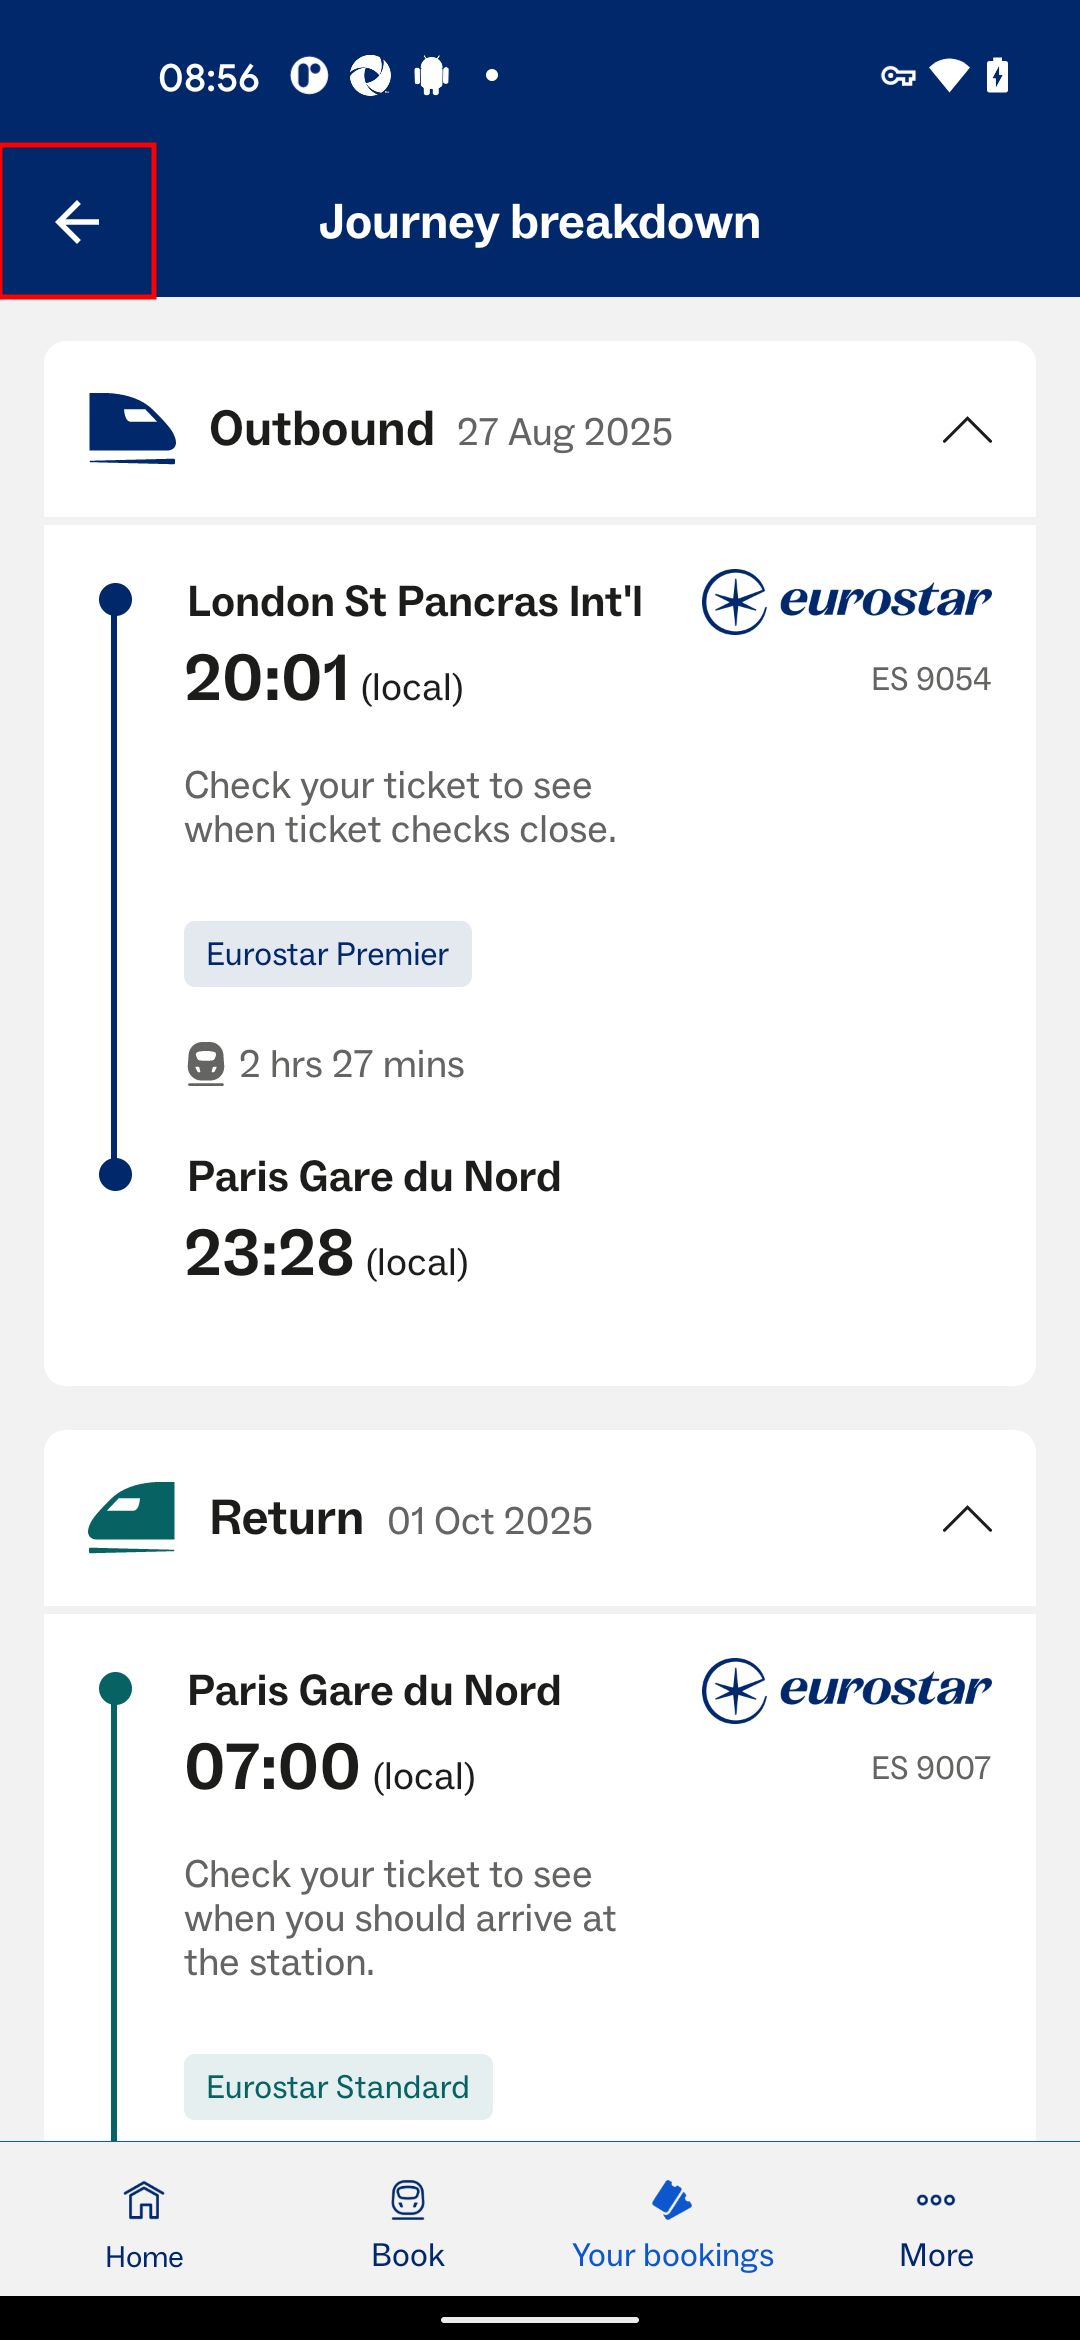 08:56
Journey breakdown
Outbound 27 Aug 2025
London St Pancras Int'l
eurostar
20:01 (local)
ES 9054
Check your ticket to see
when ticket checks close.
Eurostar Premier
2 hrs 27 mins
Paris Gare du Nord
23:28 (local)
Return 01 Oct 2025
Paris Gare du Nord
eurostar
07:00 (local)
ES 9007
Check your ticket to see
when you should arrive at
the station.
Eurostar Standard
Home
Book
Your bookings
More